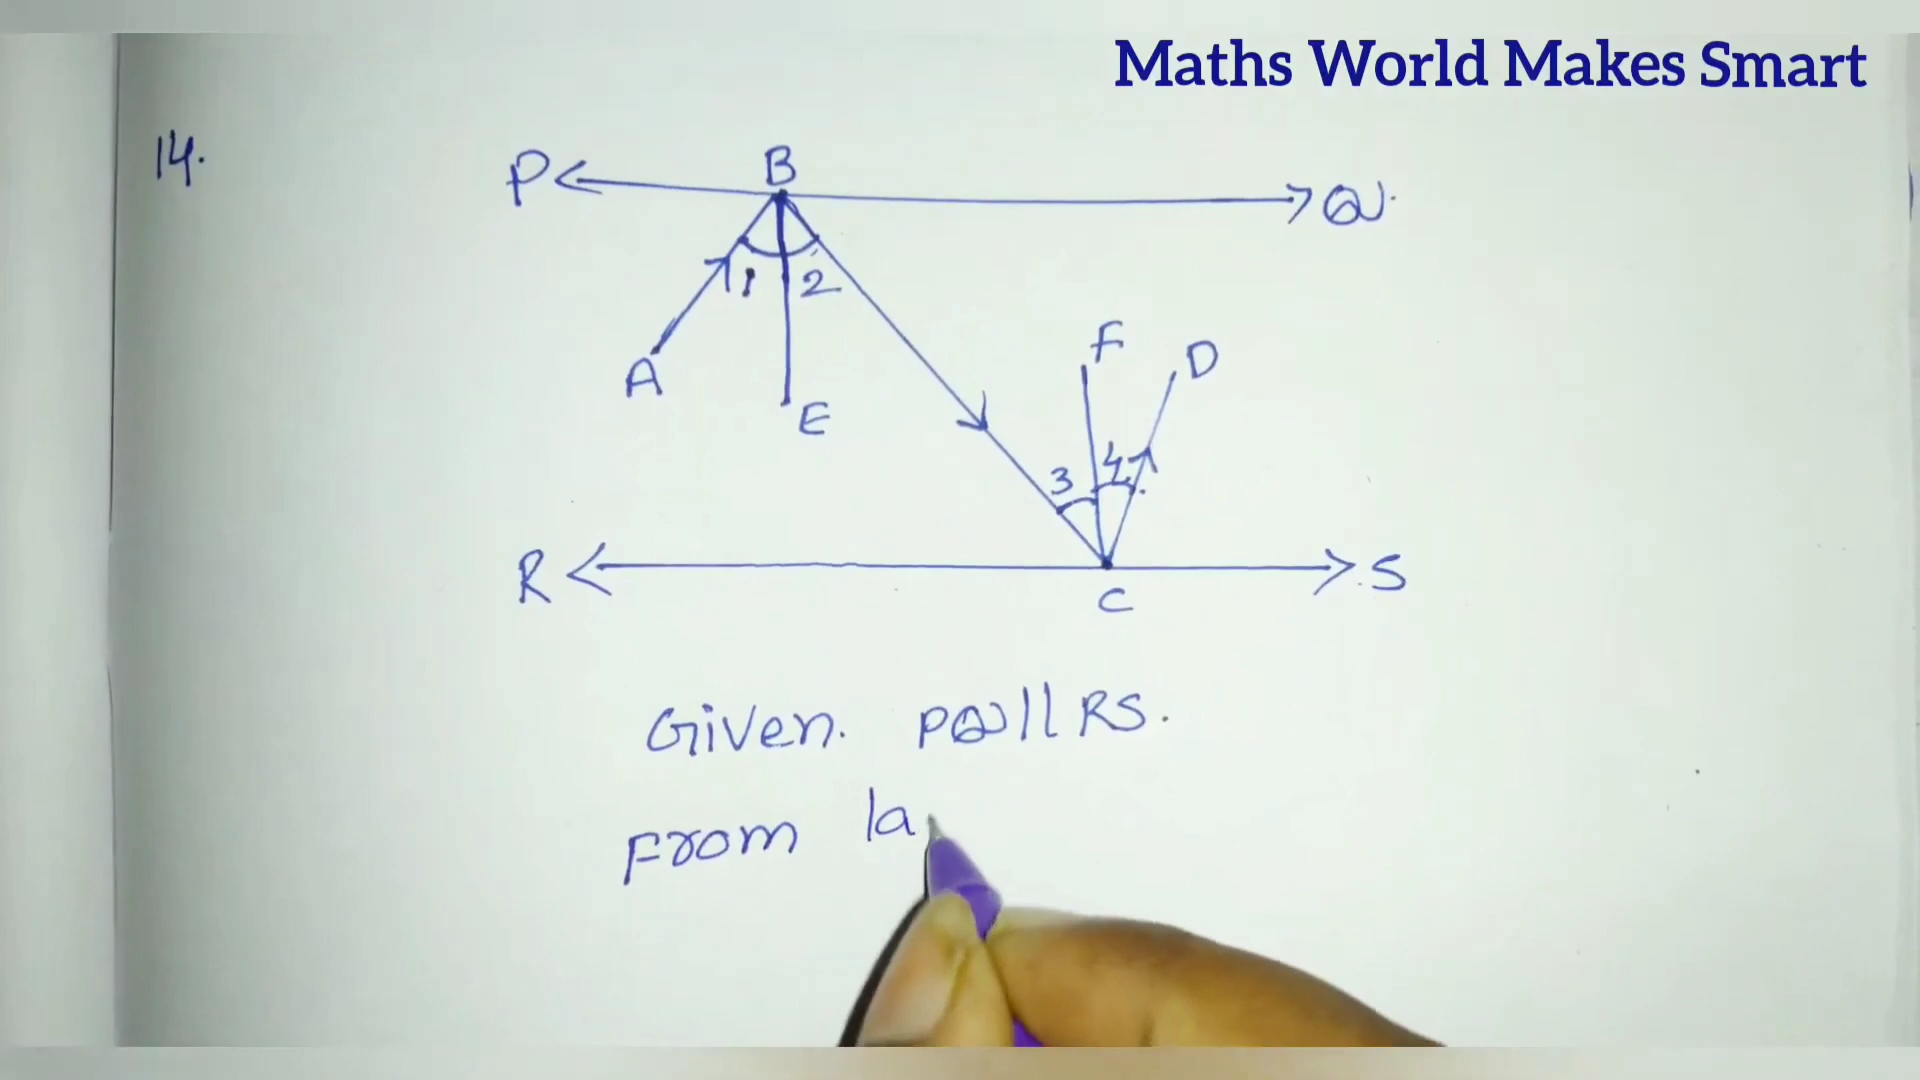 Maths World Makes Smart
14.
P B Q
1 2
A E
F D
3 4
R C S
Given. PQ || RS.
From la